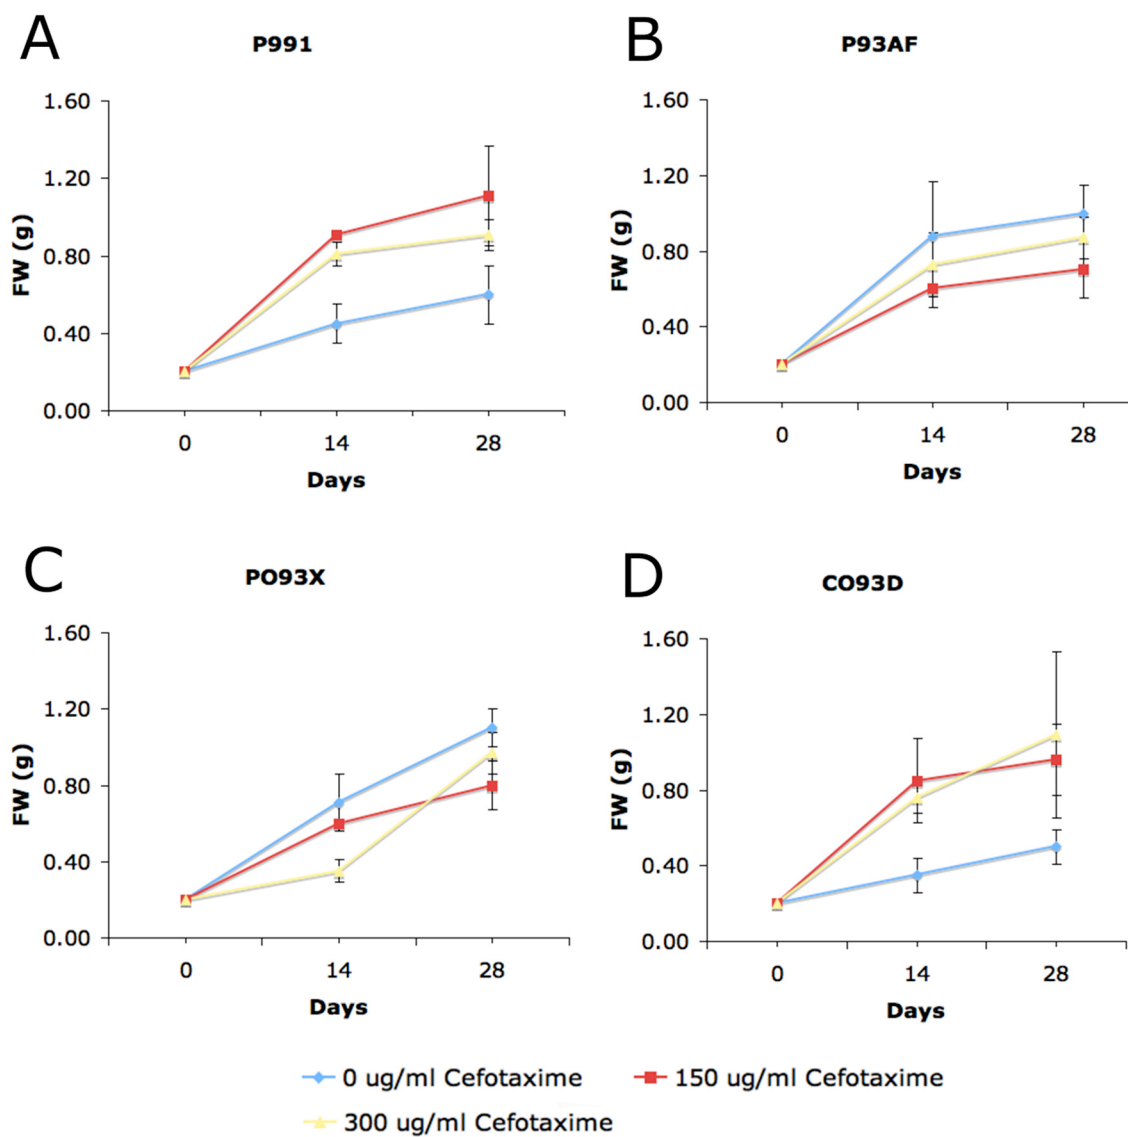 A
P991
1.60
1.20
0.80
0.40
0.00
FW (g)
0 14 28
Days
B
P93AF
1.60
1.20
0.80
0.40
0.00
FW (g)
0 14 28
Days
C
PO93X
1.60
1.20
0.80
0.40
0.00
FW (g)
0 14 28
Days
D
CO93D
1.60
1.20
0.80
0.40
0.00
FW (g)
0 14 28
Days
0 ug/ml Cefotaxime 150 ug/ml Cefotaxime
300 ug/ml Cefotaxime